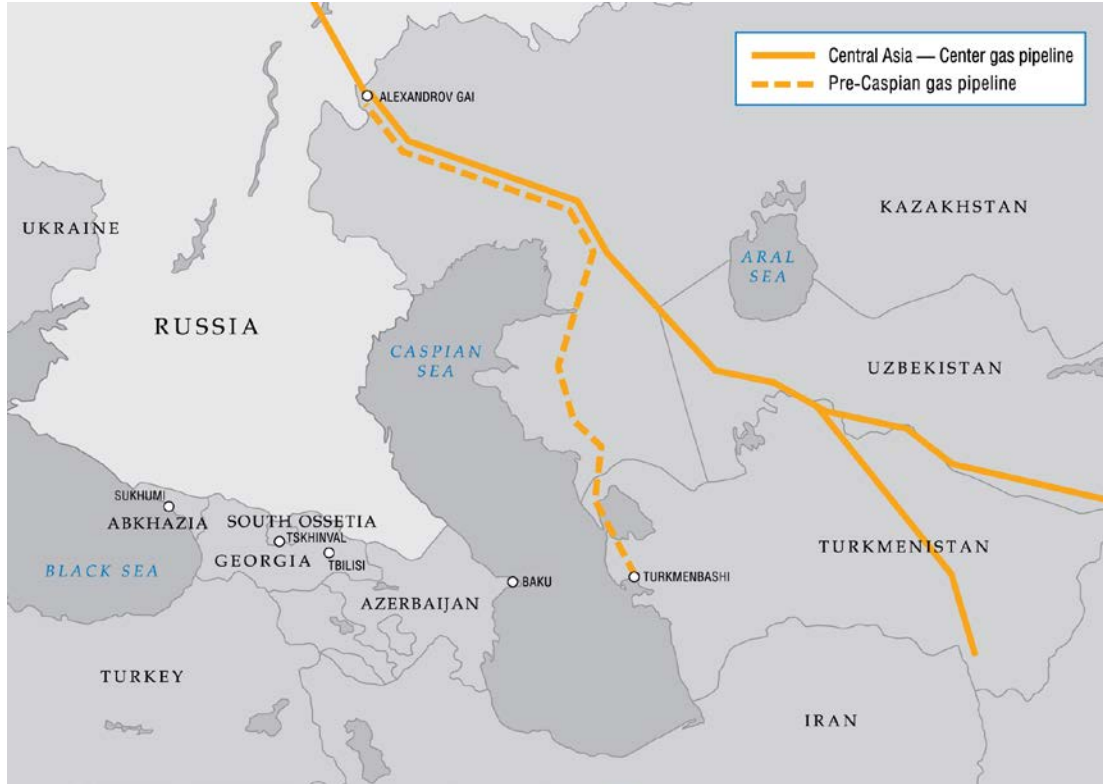 Central Asia — Center gas pipeline
Pre-Caspian gas pipeline
ALEXANDROV GAI
UKRAINE
KAZAKHSTAN
ARAL
SEA
RUSSIA
CASPIAN
SEA
UZBEKISTAN
SUKHUMI
ABKHAZIA
SOUTH OSSETIA
TSKHINVAL
GEORGIA
TBILISI
TURKMENISTAN
BLACK SEA
BAKU
TURKMENBASHI
AZERBAIJAN
TURKEY
IRAN